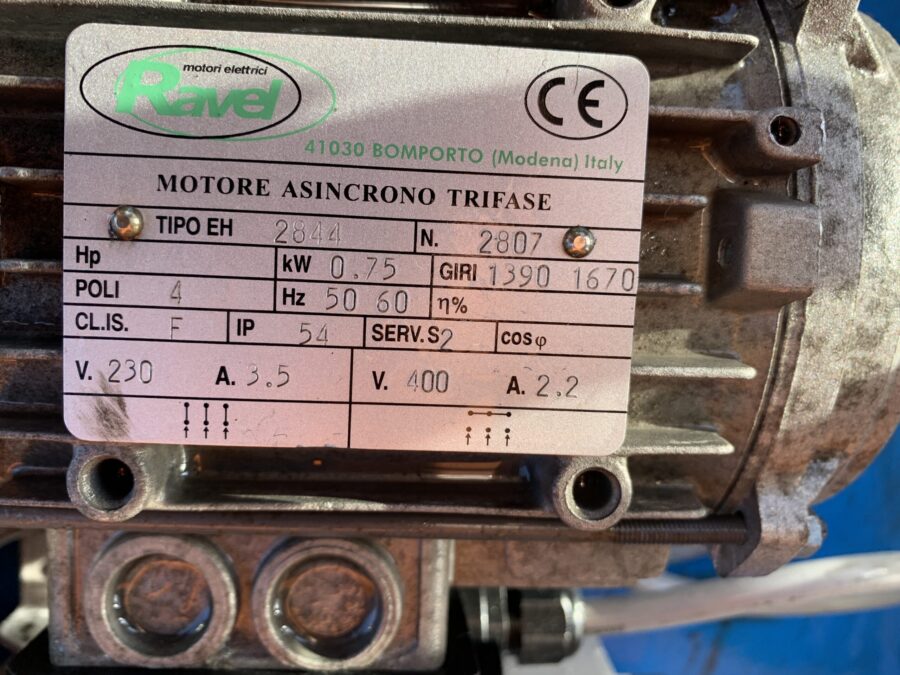 motori elettrici
Ravel
CE
41030 BOMPORTO (Modena) Italy
MOTORE ASINCRONO TRIFASE
TIPO EH 2844 N. 2807
Hp kW 0.75 GIRI 1390 1670
POLI 4 Hz 50 60 η%
CL.IS. F IP 54 SERV. S2 cos φ
V. 230 A. 3.5 V. 400 A. 2.2